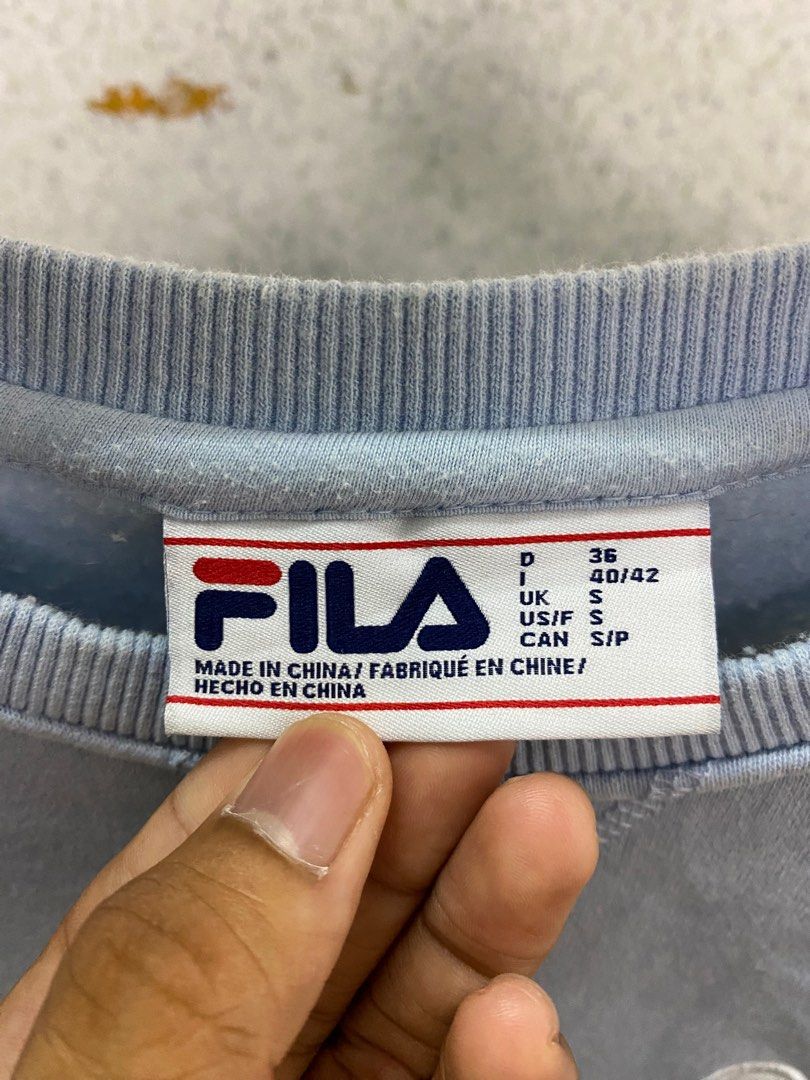 FILA
D 36
I 40/42
UK S
US/F S
CAN S/P
MADE IN CHINA/ FABRIQUÉ EN CHINE/
HECHO EN CHINA